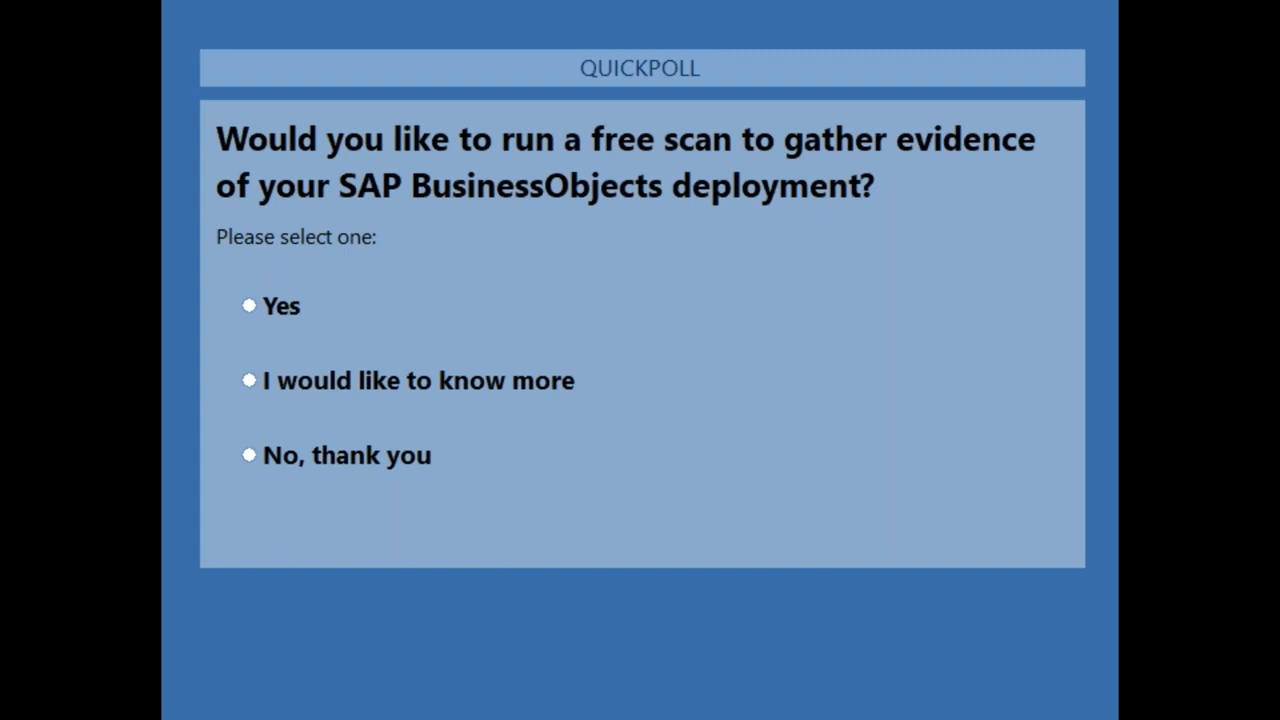 QUICKPOLL
Would you like to run a free scan to gather evidence
of your SAP BusinessObjects deployment?
Please select one:
Yes
I would like to know more
No, thank you